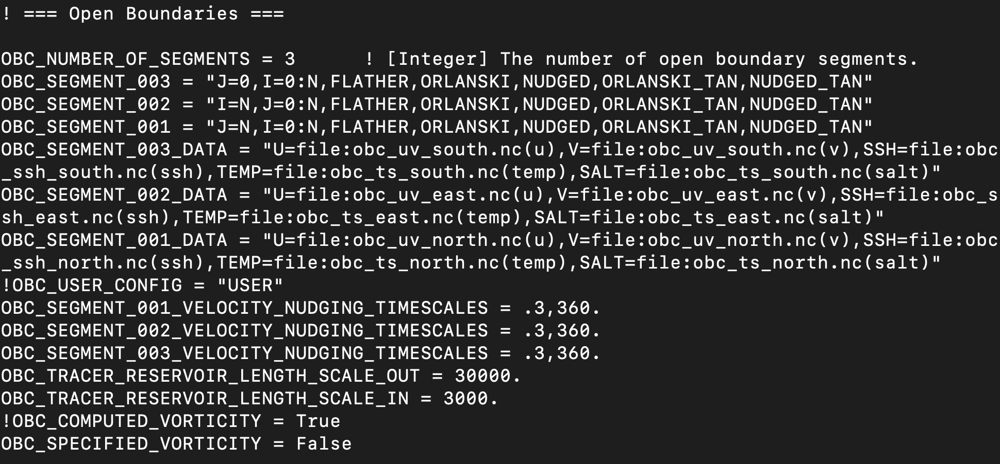 ! === Open Boundaries ===
OBC_NUMBER_OF_SEGMENTS = 3      ! [Integer] The number of open boundary segments.
OBC_SEGMENT_003 = "J=0,I=0:N,FLATHER,ORLANSKI,NUDGED,ORLANSKI_TAN,NUDGED_TAN"
OBC_SEGMENT_002 = "I=N,J=0:N,FLATHER,ORLANSKI,NUDGED,ORLANSKI_TAN,NUDGED_TAN"
OBC_SEGMENT_001 = "J=N,I=0:N,FLATHER,ORLANSKI,NUDGED,ORLANSKI_TAN,NUDGED_TAN"
OBC_SEGMENT_003_DATA = "U=file:obc_uv_south.nc(u),V=file:obc_uv_south.nc(v),SSH=file:obc
_ssh_south.nc(ssh),TEMP=file:obc_ts_south.nc(temp),SALT=file:obc_ts_south.nc(salt)"
OBC_SEGMENT_002_DATA = "U=file:obc_uv_east.nc(u),V=file:obc_uv_east.nc(v),SSH=file:obc_s
sh_east.nc(ssh),TEMP=file:obc_ts_east.nc(temp),SALT=file:obc_ts_east.nc(salt)"
OBC_SEGMENT_001_DATA = "U=file:obc_uv_north.nc(u),V=file:obc_uv_north.nc(v),SSH=file:obc
_ssh_north.nc(ssh),TEMP=file:obc_ts_north.nc(temp),SALT=file:obc_ts_north.nc(salt)"
!OBC_USER_CONFIG = "USER"
OBC_SEGMENT_001_VELOCITY_NUDGING_TIMESCALES = .3,360.
OBC_SEGMENT_002_VELOCITY_NUDGING_TIMESCALES = .3,360.
OBC_SEGMENT_003_VELOCITY_NUDGING_TIMESCALES = .3,360.
OBC_TRACER_RESERVOIR_LENGTH_SCALE_OUT = 30000.
OBC_TRACER_RESERVOIR_LENGTH_SCALE_IN = 3000.
!OBC_COMPUTED_VORTICITY = True
OBC_SPECIFIED_VORTICITY = False